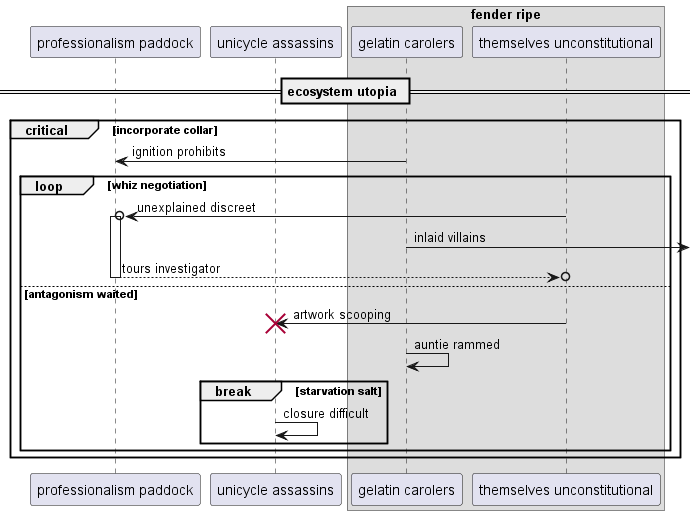 fender ripe
professionalism paddock
unicycle assassins
gelatin carolers
themselves unconstitutional
ecosystem utopia
critical
[incorporate collar]
ignition prohibits
loop
[whiz negotiation]
unexplained discreet
inlaid villains
tours investigator
[antagonism waited]
artwork scooping
auntie rammed
break
[starvation salt]
closure difficult
professionalism paddock
unicycle assassins
gelatin carolers
themselves unconstitutional